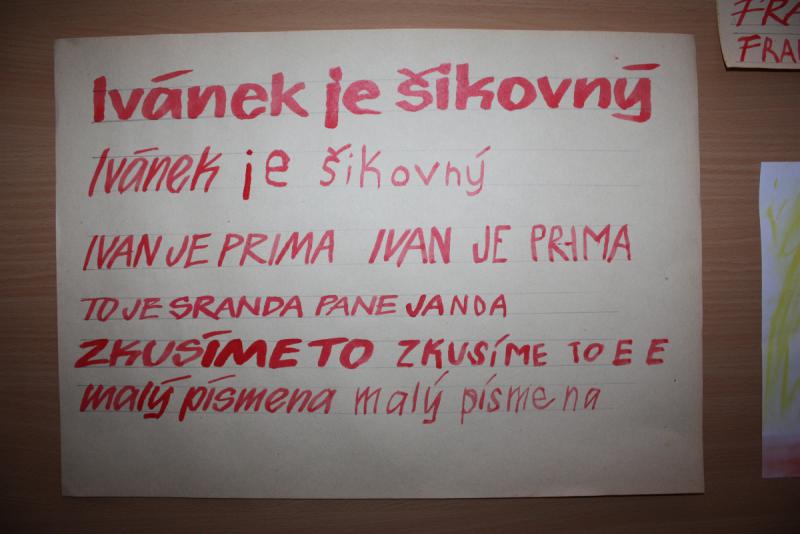 Ivánek je šikovný
Ivánek je šikovný
IVAN JE PRIMA IVAN JE PRIMA
TO JE SRANDA PANE JANDA
ZKUSÍME TO ZKUSÍME TO E E
malý písmena malý písmena